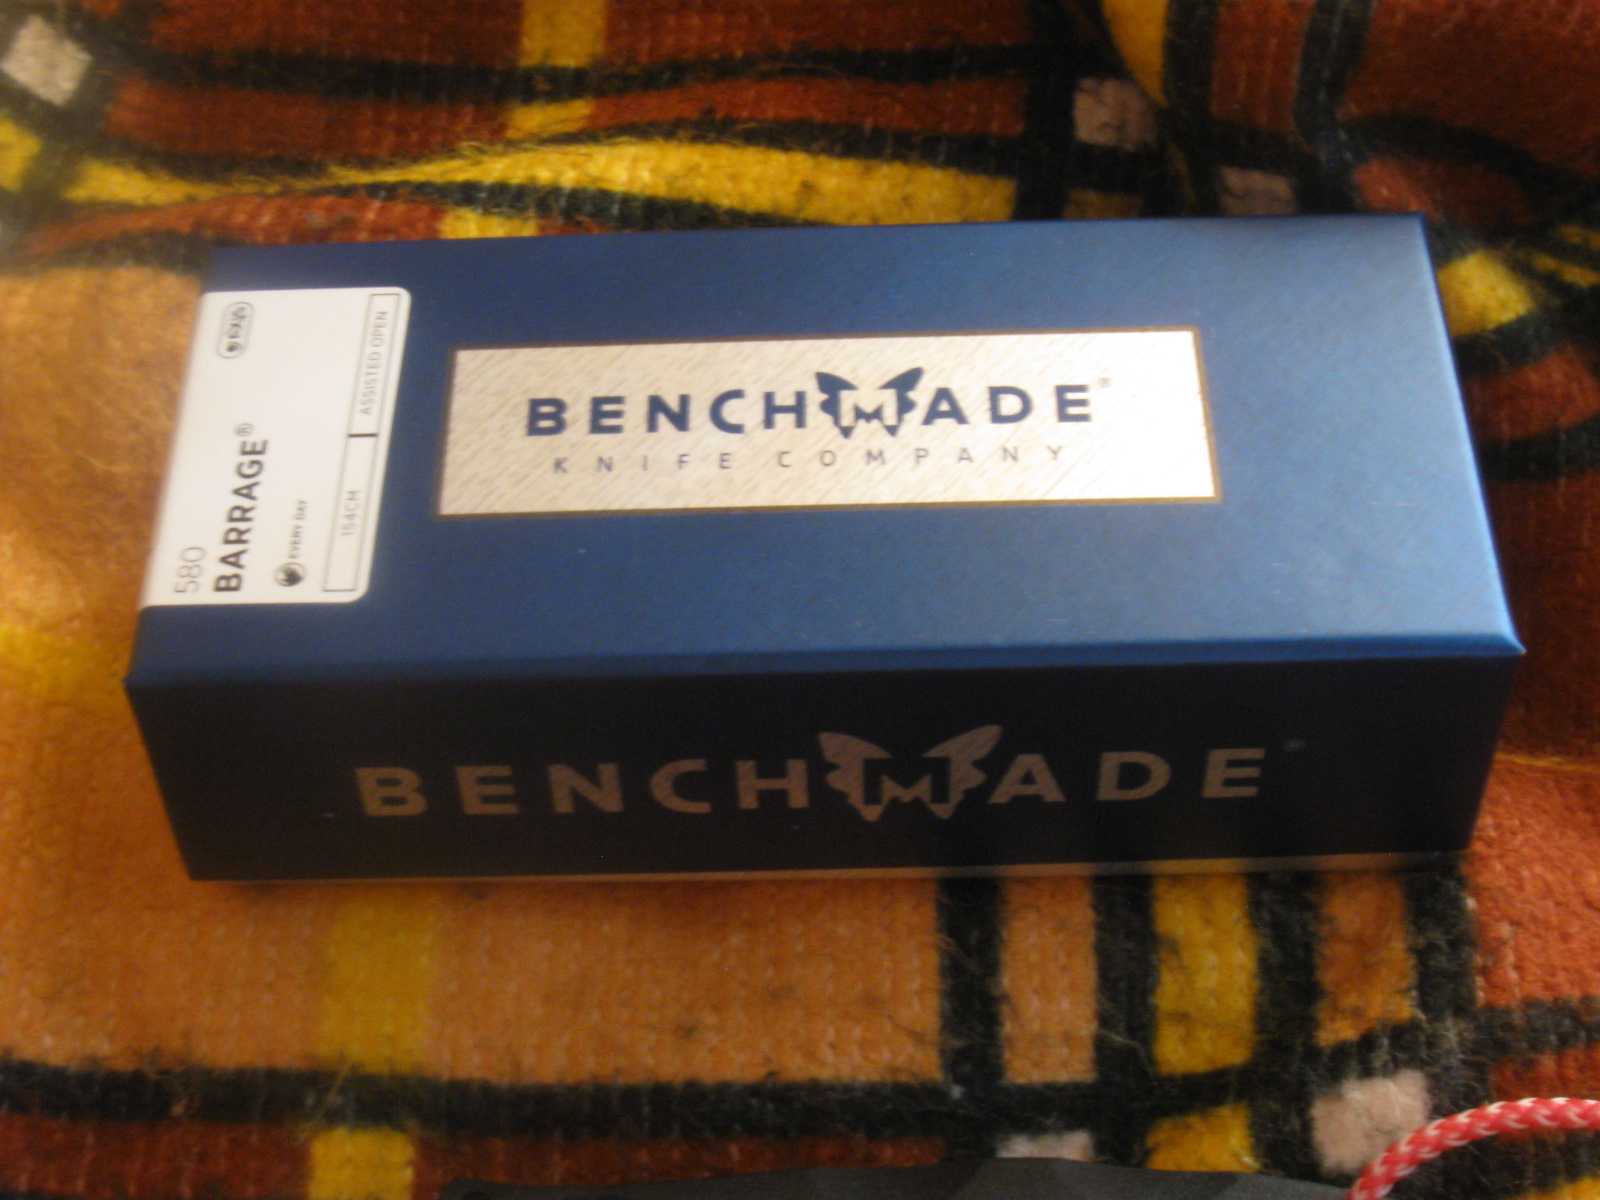 580
BARRAGE®
EVERY DAY
154CM
ASSISTED OPEN
BENCHMADE®
KNIFE COMPANY
BENCHMADE